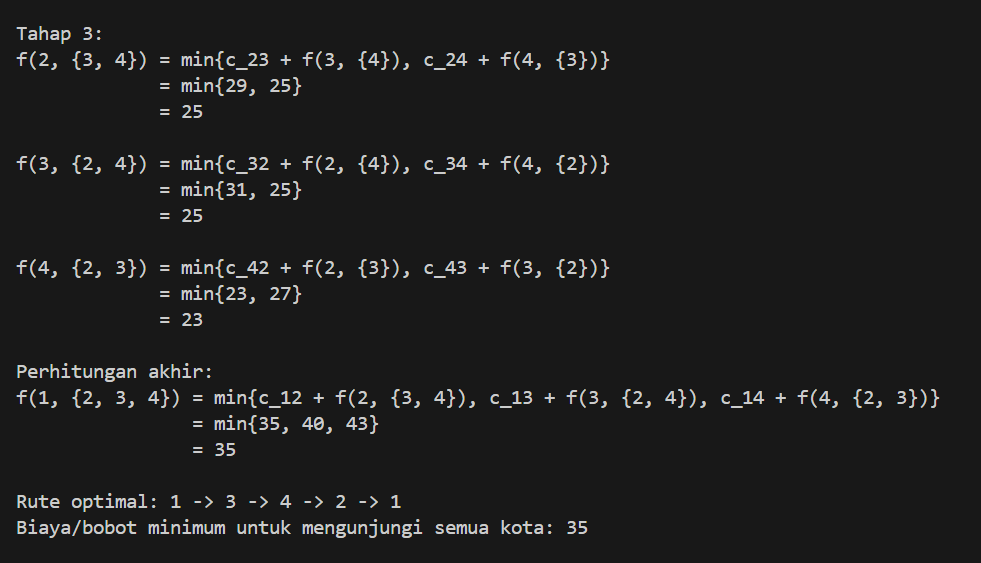 Tahap 3:
f(2, {3, 4}) = min{c_23 + f(3, {4}), c_24 + f(4, {3})}
= min{29, 25}
= 25
f(3, {2, 4}) = min{c_32 + f(2, {4}), c_34 + f(4, {2})}
= min{31, 25}
= 25
f(4, {2, 3}) = min{c_42 + f(2, {3}), c_43 + f(3, {2})}
= min{23, 27}
= 23
Perhitungan akhir:
f(1, {2, 3, 4}) = min{c_12 + f(2, {3, 4}), c_13 + f(3, {2, 4}), c_14 + f(4, {2, 3})}
= min{35, 40, 43}
= 35
Rute optimal: 1 -> 3 -> 4 -> 2 -> 1
Biaya/bobot minimum untuk mengunjungi semua kota: 35